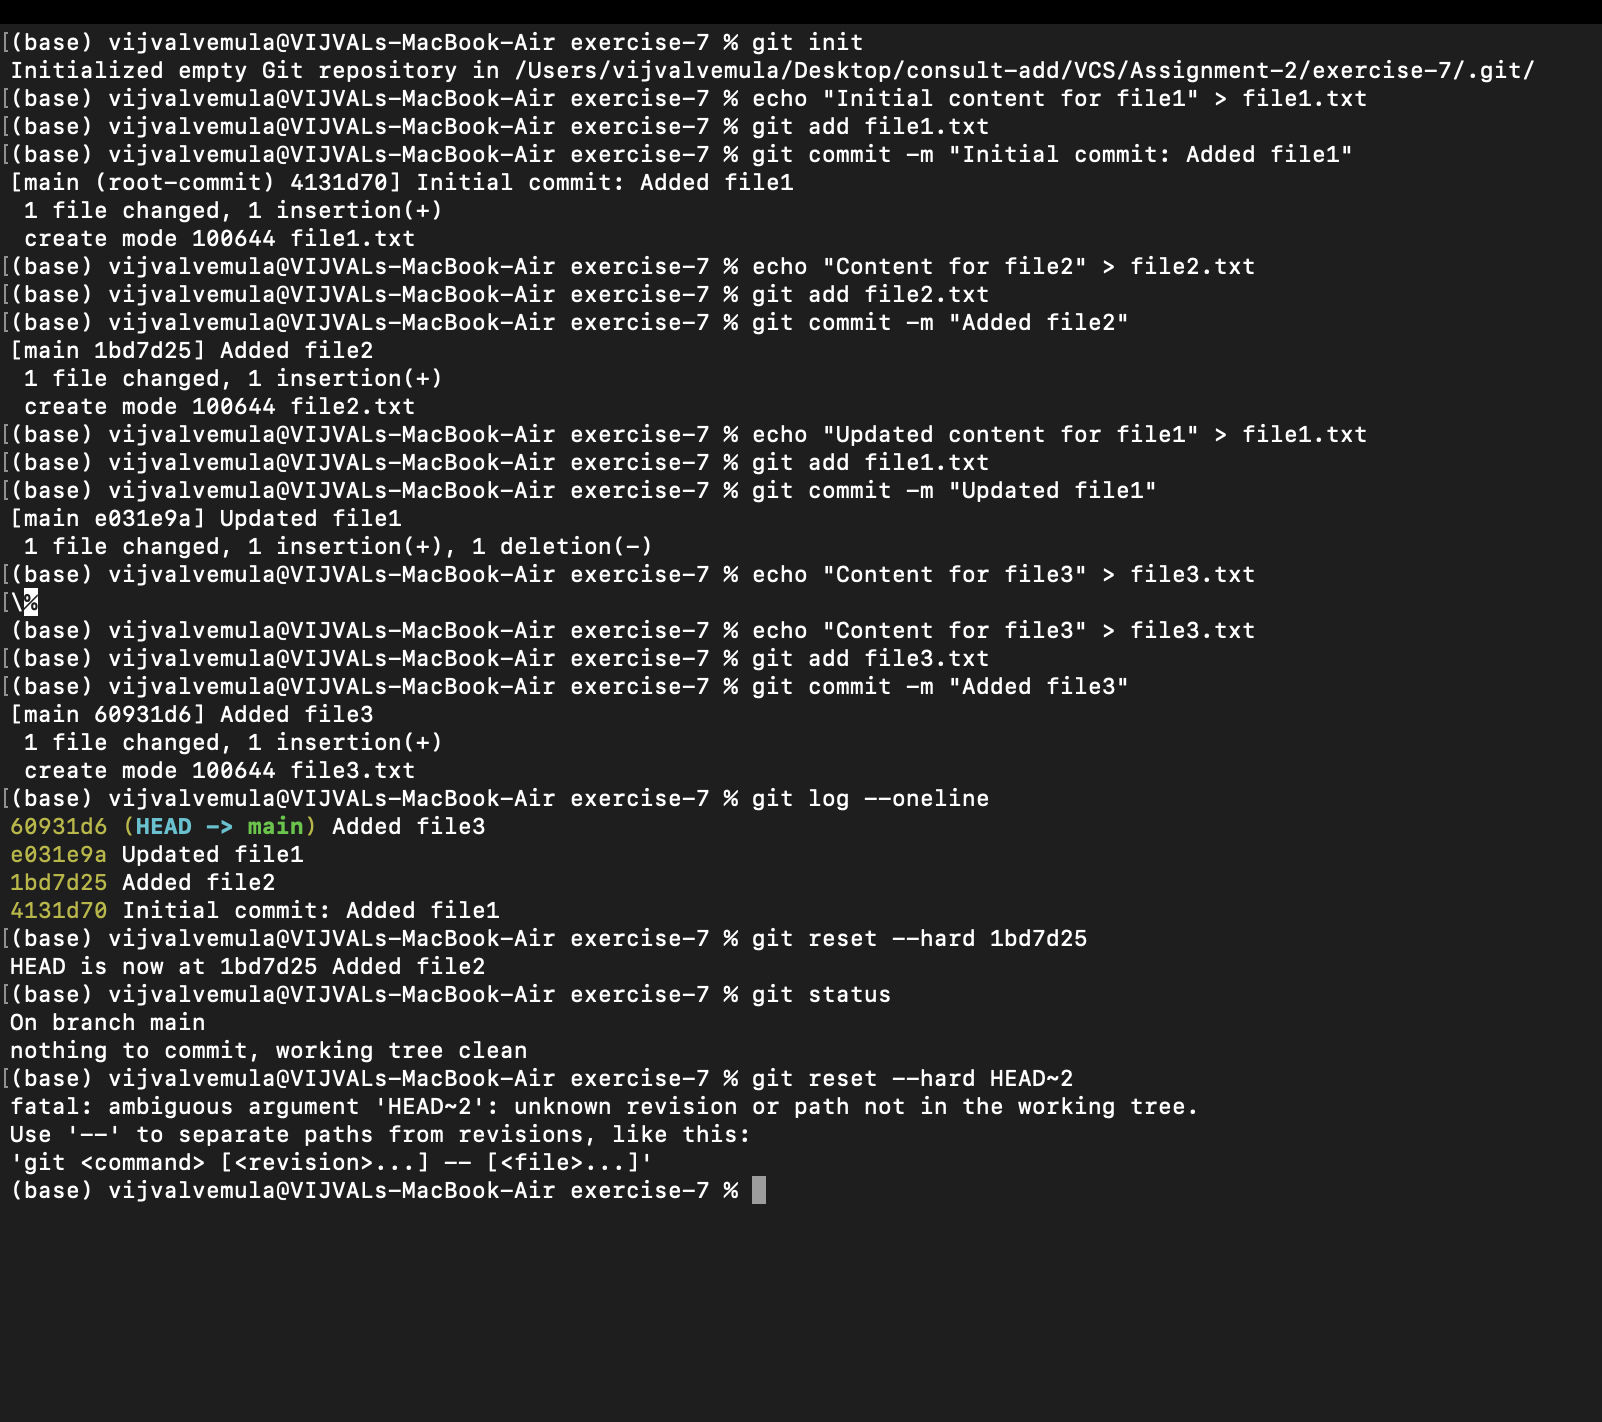 [(base) vijvalvemula@VIJVALs-MacBook-Air exercise-7 % git init
Initialized empty Git repository in /Users/vijvalvemula/Desktop/consult-add/VCS/Assignment-2/exercise-7/.git/
[(base) vijvalvemula@VIJVALs-MacBook-Air exercise-7 % echo "Initial content for file1" > file1.txt
[(base) vijvalvemula@VIJVALs-MacBook-Air exercise-7 % git add file1.txt
[(base) vijvalvemula@VIJVALs-MacBook-Air exercise-7 % git commit -m "Initial commit: Added file1"
[main (root-commit) 4131d70] Initial commit: Added file1
 1 file changed, 1 insertion(+)
 create mode 100644 file1.txt
[(base) vijvalvemula@VIJVALs-MacBook-Air exercise-7 % echo "Content for file2" > file2.txt
[(base) vijvalvemula@VIJVALs-MacBook-Air exercise-7 % git add file2.txt
[(base) vijvalvemula@VIJVALs-MacBook-Air exercise-7 % git commit -m "Added file2"
[main 1bd7d25] Added file2
 1 file changed, 1 insertion(+)
 create mode 100644 file2.txt
[(base) vijvalvemula@VIJVALs-MacBook-Air exercise-7 % echo "Updated content for file1" > file1.txt
[(base) vijvalvemula@VIJVALs-MacBook-Air exercise-7 % git add file1.txt
[(base) vijvalvemula@VIJVALs-MacBook-Air exercise-7 % git commit -m "Updated file1"
[main e031e9a] Updated file1
 1 file changed, 1 insertion(+), 1 deletion(-)
[(base) vijvalvemula@VIJVALs-MacBook-Air exercise-7 % echo "Content for file3" > file3.txt
[\%
(base) vijvalvemula@VIJVALs-MacBook-Air exercise-7 % echo "Content for file3" > file3.txt
[(base) vijvalvemula@VIJVALs-MacBook-Air exercise-7 % git add file3.txt
[(base) vijvalvemula@VIJVALs-MacBook-Air exercise-7 % git commit -m "Added file3"
[main 60931d6] Added file3
 1 file changed, 1 insertion(+)
 create mode 100644 file3.txt
[(base) vijvalvemula@VIJVALs-MacBook-Air exercise-7 % git log --oneline
60931d6 (HEAD -> main) Added file3
e031e9a Updated file1
1bd7d25 Added file2
4131d70 Initial commit: Added file1
[(base) vijvalvemula@VIJVALs-MacBook-Air exercise-7 % git reset --hard 1bd7d25
HEAD is now at 1bd7d25 Added file2
[(base) vijvalvemula@VIJVALs-MacBook-Air exercise-7 % git status
On branch main
nothing to commit, working tree clean
[(base) vijvalvemula@VIJVALs-MacBook-Air exercise-7 % git reset --hard HEAD~2
fatal: ambiguous argument 'HEAD~2': unknown revision or path not in the working tree.
Use '--' to separate paths from revisions, like this:
'git <command> [<revision>...] -- [<file>...]'
(base) vijvalvemula@VIJVALs-MacBook-Air exercise-7 %